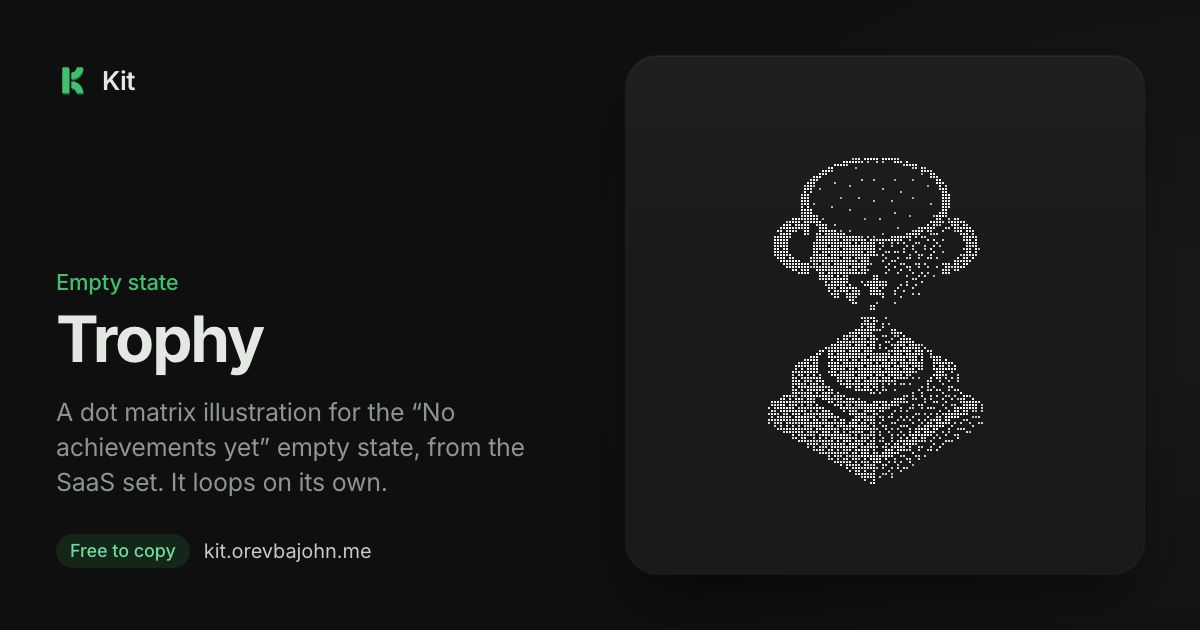 Kit
Empty state
Trophy
A dot matrix illustration for the “No
achievements yet” empty state, from the
SaaS set. It loops on its own.
Free to copy
kit.orevbajohn.me